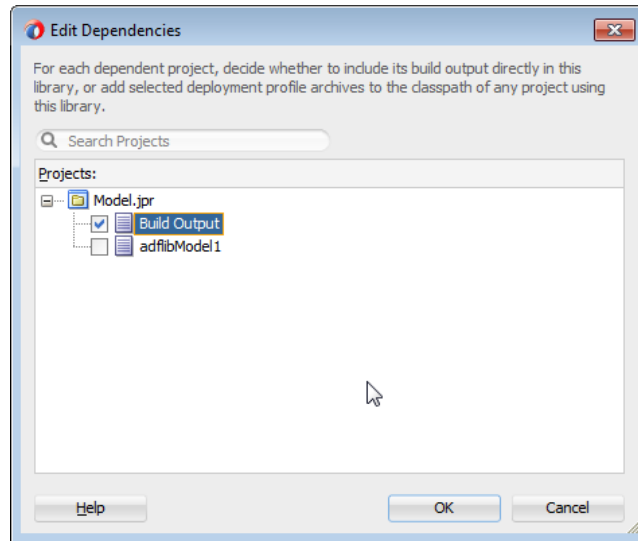 Edit Dependencies
For each dependent project, decide whether to include its build output directly in this
library, or add selected deployment profile archives to the classpath of any project using
this library.
Search Projects
Projects:
Model.jpr
Build Output
adflibModel1
Help OK Cancel